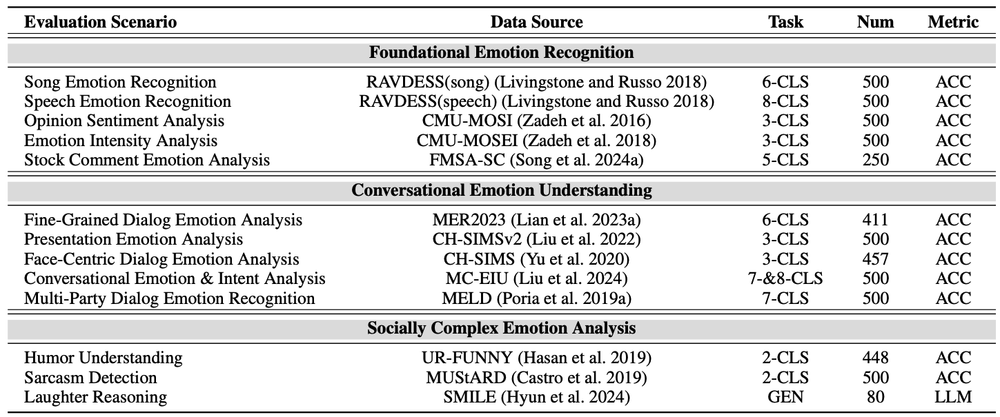 Evaluation Scenario Data Source Task Num Metric
Foundational Emotion Recognition
Song Emotion Recognition RAVDESS(song) (Livingstone and Russo 2018) 6-CLS 500 ACC
Speech Emotion Recognition RAVDESS(speech) (Livingstone and Russo 2018) 8-CLS 500 ACC
Opinion Sentiment Analysis CMU-MOSI (Zadeh et al. 2016) 3-CLS 500 ACC
Emotion Intensity Analysis CMU-MOSEI (Zadeh et al. 2018) 3-CLS 500 ACC
Stock Comment Emotion Analysis FMSA-SC (Song et al. 2024a) 5-CLS 250 ACC
Conversational Emotion Understanding
Fine-Grained Dialog Emotion Analysis MER2023 (Lian et al. 2023a) 6-CLS 411 ACC
Presentation Emotion Analysis CH-SIMSv2 (Liu et al. 2022) 3-CLS 500 ACC
Face-Centric Dialog Emotion Analysis CH-SIMS (Yu et al. 2020) 3-CLS 457 ACC
Conversational Emotion & Intent Analysis MC-EIU (Liu et al. 2024) 7-&8-CLS 500 ACC
Multi-Party Dialog Emotion Recognition MELD (Poria et al. 2019a) 7-CLS 500 ACC
Socially Complex Emotion Analysis
Humor Understanding UR-FUNNY (Hasan et al. 2019) 2-CLS 448 ACC
Sarcasm Detection MUStARD (Castro et al. 2019) 2-CLS 500 ACC
Laughter Reasoning SMILE (Hyun et al. 2024) GEN 80 LLM